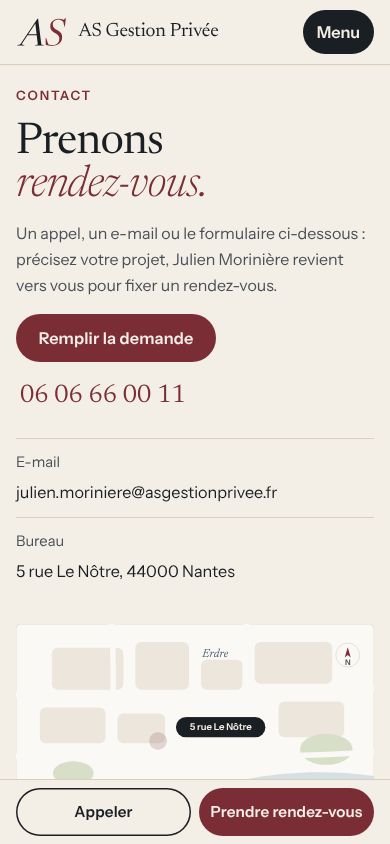 AS AS Gestion Privée Menu
CONTACT
Prenons
rendez-vous.
Un appel, un e-mail ou le formulaire ci-dessous :
précisez votre projet, Julien Morinière revient
vers vous pour fixer un rendez-vous.
Remplir la demande
06 06 66 00 11
E-mail
julien.moriniere@asgestionprivee.fr
Bureau
5 rue Le Nôtre, 44000 Nantes
Erdre
N
5 rue Le Nôtre
Appeler Prendre rendez-vous